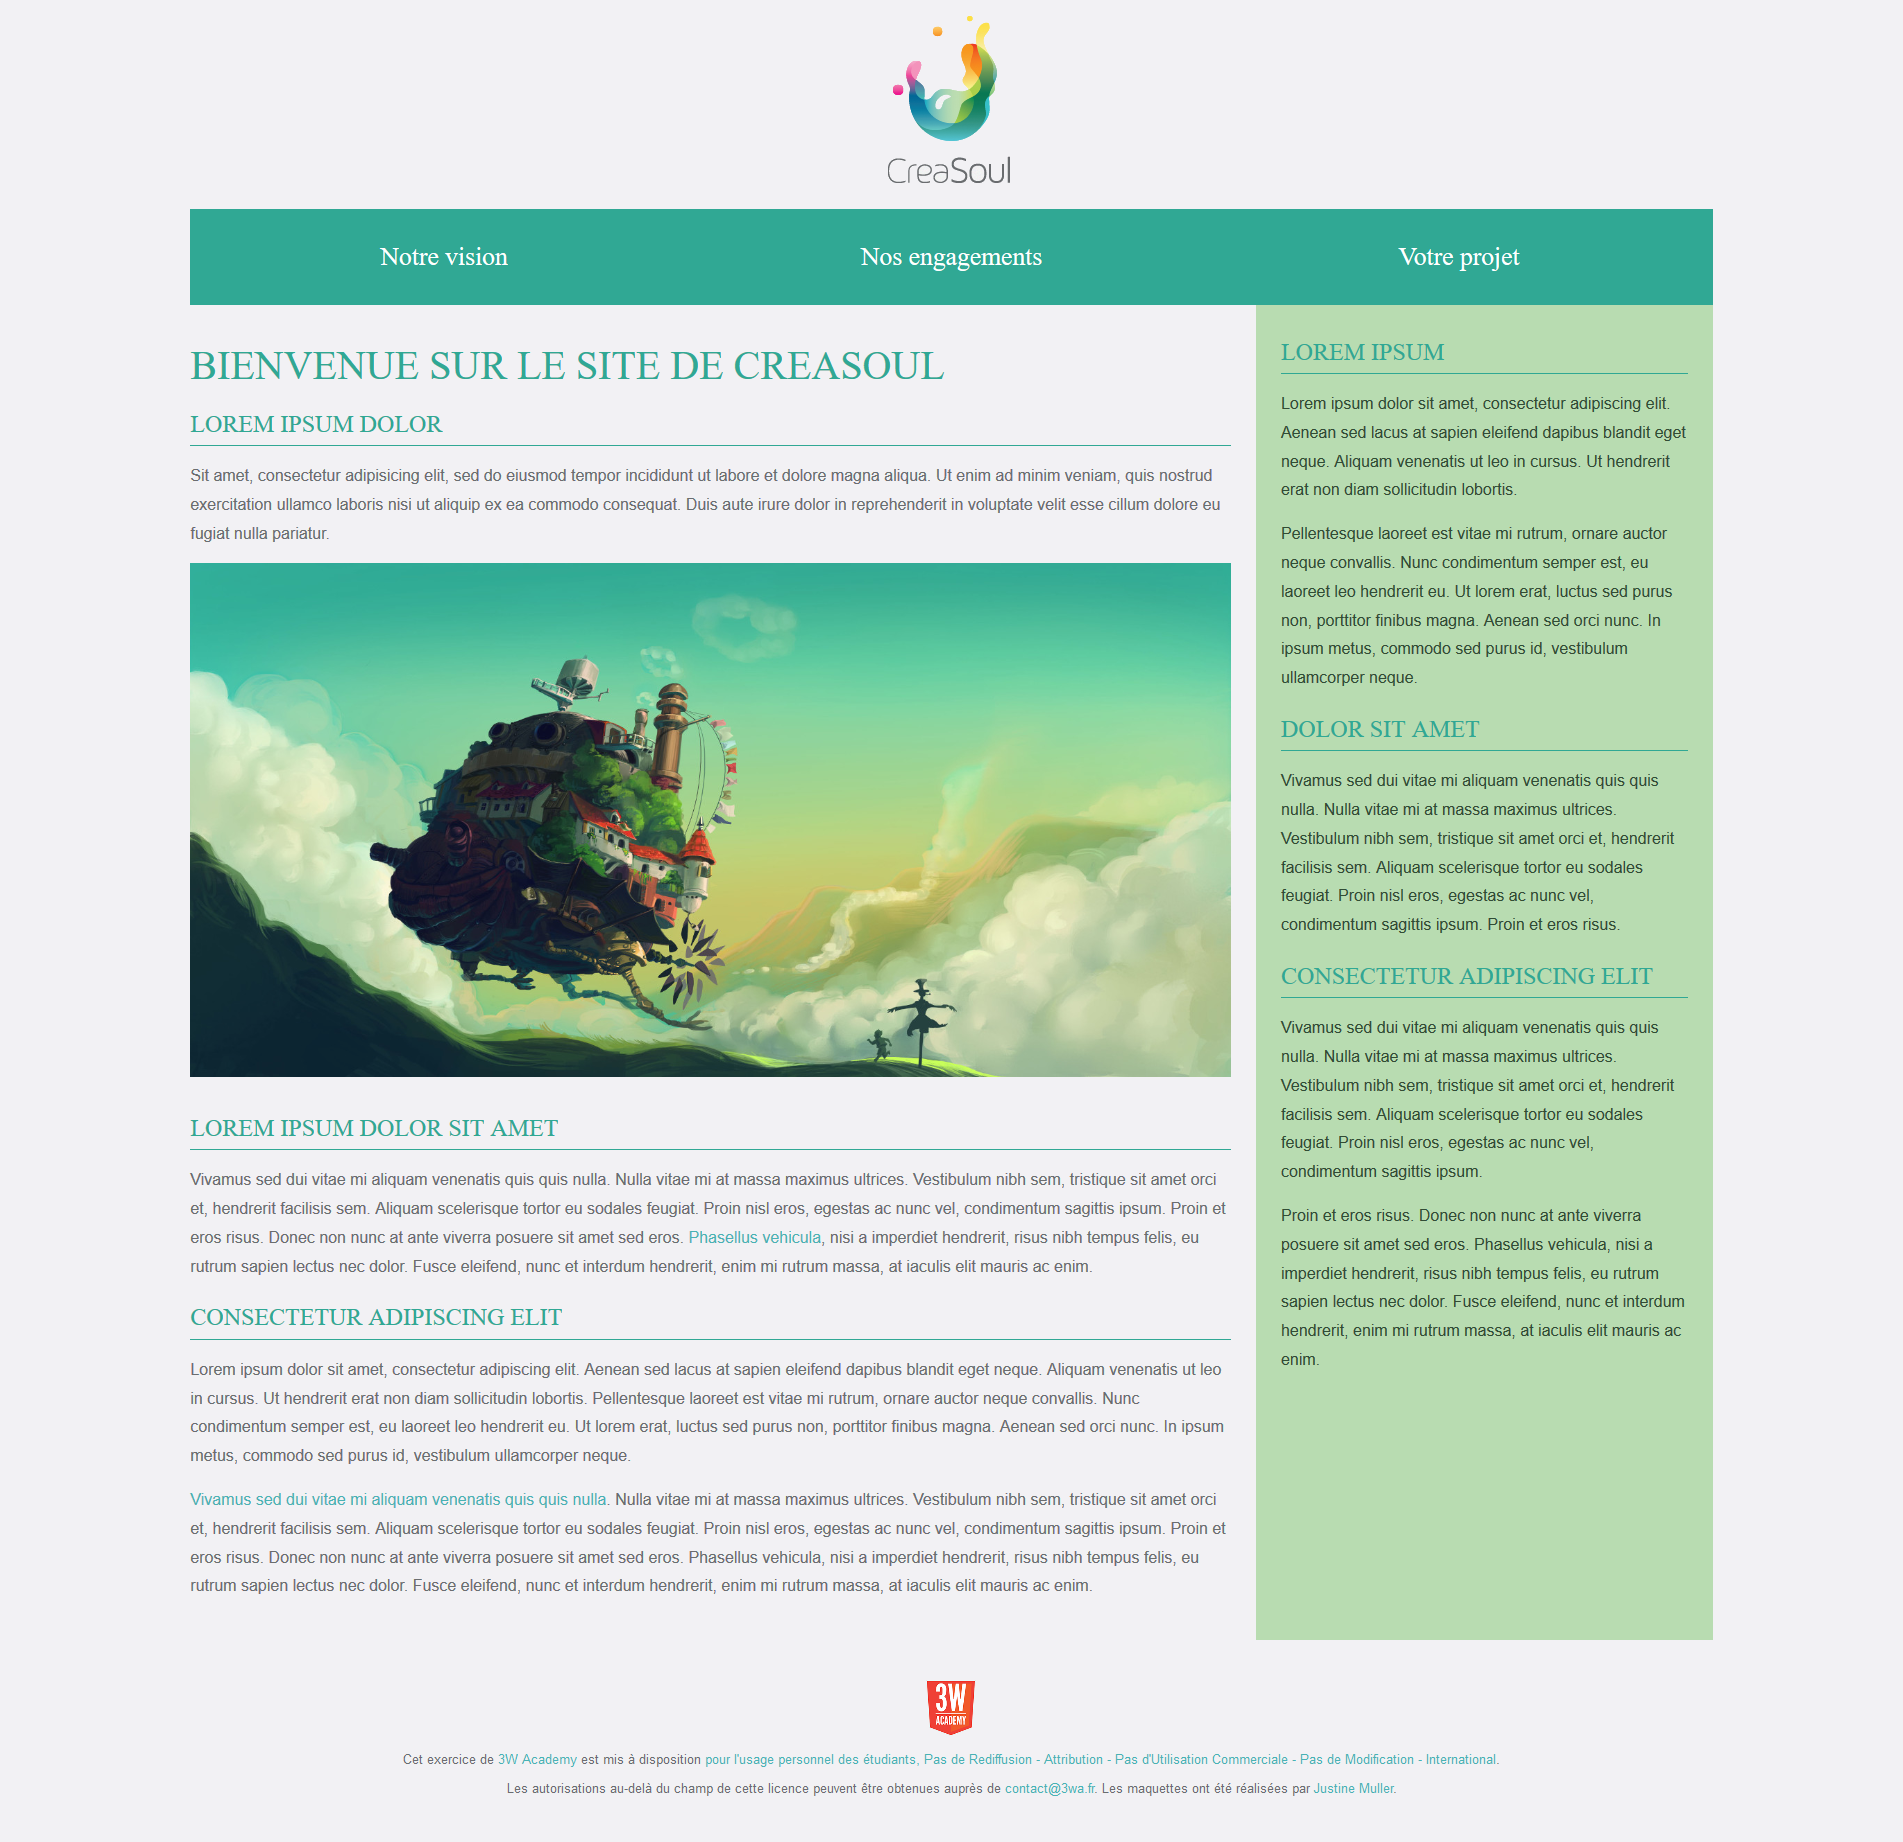 CreaSoul
Notre vision
Nos engagements
Votre projet
BIENVENUE SUR LE SITE DE CREASOUL
LOREM IPSUM DOLOR
Sit amet, consectetur adipisicing elit, sed do eiusmod tempor incididunt ut labore et dolore magna aliqua. Ut enim ad minim veniam, quis nostrud
exercitation ullamco laboris nisi ut aliquip ex ea commodo consequat. Duis aute irure dolor in reprehenderit in voluptate velit esse cillum dolore eu
fugiat nulla pariatur.
LOREM IPSUM DOLOR SIT AMET
Vivamus sed dui vitae mi aliquam venenatis quis quis nulla. Nulla vitae mi at massa maximus ultrices. Vestibulum nibh sem, tristique sit amet orci
et, hendrerit facilisis sem. Aliquam scelerisque tortor eu sodales feugiat. Proin nisl eros, egestas ac nunc vel, condimentum sagittis ipsum. Proin et
eros risus. Donec non nunc at ante viverra posuere sit amet sed eros. Phasellus vehicula, nisi a imperdiet hendrerit, risus nibh tempus felis, eu
rutrum sapien lectus nec dolor. Fusce eleifend, nunc et interdum hendrerit, enim mi rutrum massa, at iaculis elit mauris ac enim.
CONSECTETUR ADIPISCING ELIT
Lorem ipsum dolor sit amet, consectetur adipiscing elit. Aenean sed lacus at sapien eleifend dapibus blandit eget neque. Aliquam venenatis ut leo
in cursus. Ut hendrerit erat non diam sollicitudin lobortis. Pellentesque laoreet est vitae mi rutrum, ornare auctor neque convallis. Nunc
condimentum semper est, eu laoreet leo hendrerit eu. Ut lorem erat, luctus sed purus non, porttitor finibus magna. Aenean sed orci nunc. In ipsum
metus, commodo sed purus id, vestibulum ullamcorper neque.
Vivamus sed dui vitae mi aliquam venenatis quis quis nulla. Nulla vitae mi at massa maximus ultrices. Vestibulum nibh sem, tristique sit amet orci
et, hendrerit facilisis sem. Aliquam scelerisque tortor eu sodales feugiat. Proin nisl eros, egestas ac nunc vel, condimentum sagittis ipsum. Proin et
eros risus. Donec non nunc at ante viverra posuere sit amet sed eros. Phasellus vehicula, nisi a imperdiet hendrerit, risus nibh tempus felis, eu
rutrum sapien lectus nec dolor. Fusce eleifend, nunc et interdum hendrerit, enim mi rutrum massa, at iaculis elit mauris ac enim.
LOREM IPSUM
Lorem ipsum dolor sit amet, consectetur adipiscing elit.
Aenean sed lacus at sapien eleifend dapibus blandit eget
neque. Aliquam venenatis ut leo in cursus. Ut hendrerit
erat non diam sollicitudin lobortis.
Pellentesque laoreet est vitae mi rutrum, ornare auctor
neque convallis. Nunc condimentum semper est, eu
laoreet leo hendrerit eu. Ut lorem erat, luctus sed purus
non, porttitor finibus magna. Aenean sed orci nunc. In
ipsum metus, commodo sed purus id, vestibulum
ullamcorper neque.
DOLOR SIT AMET
Vivamus sed dui vitae mi aliquam venenatis quis quis
nulla. Nulla vitae mi at massa maximus ultrices.
Vestibulum nibh sem, tristique sit amet orci et, hendrerit
facilisis sem. Aliquam scelerisque tortor eu sodales
feugiat. Proin nisl eros, egestas ac nunc vel,
condimentum sagittis ipsum. Proin et eros risus.
CONSECTETUR ADIPISCING ELIT
Vivamus sed dui vitae mi aliquam venenatis quis quis
nulla. Nulla vitae mi at massa maximus ultrices.
Vestibulum nibh sem, tristique sit amet orci et, hendrerit
facilisis sem. Aliquam scelerisque tortor eu sodales
feugiat. Proin nisl eros, egestas ac nunc vel,
condimentum sagittis ipsum.
Proin et eros risus. Donec non nunc at ante viverra
posuere sit amet sed eros. Phasellus vehicula, nisi a
imperdiet hendrerit, risus nibh tempus felis, eu rutrum
sapien lectus nec dolor. Fusce eleifend, nunc et interdum
hendrerit, enim mi rutrum massa, at iaculis elit mauris ac
enim.
3W
ACADEMY
Cet exercice de 3W Academy est mis à disposition pour l'usage personnel des étudiants, Pas de Rediffusion - Attribution - Pas d'Utilisation Commerciale - Pas de Modification - International.
Les autorisations au-delà du champ de cette licence peuvent être obtenues auprès de contact@3wa.fr. Les maquettes ont été réalisées par Justine Muller.